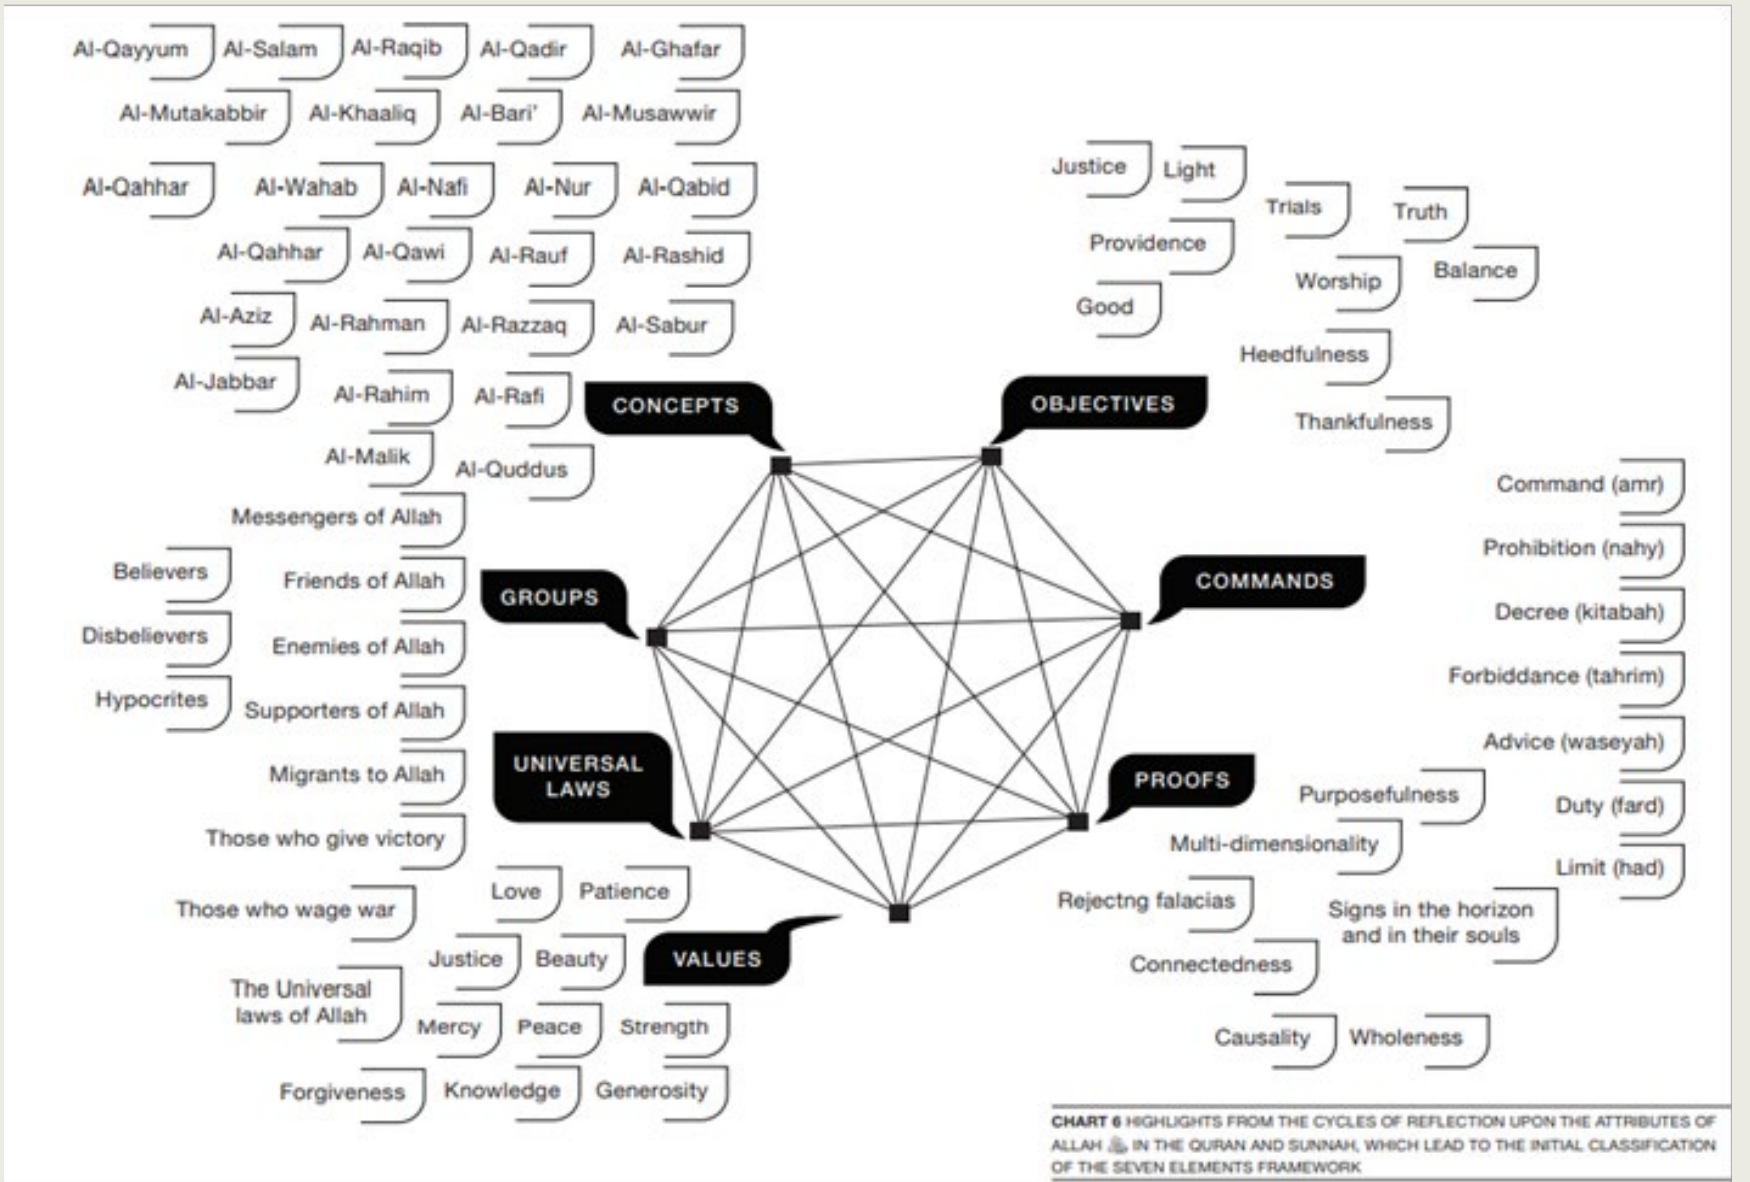 Al-Qayyum
Al-Salam
Al-Raqib
Al-Qadir
Al-Ghafar
Al-Mutakabbir
Al-Khaaliq
Al-Bari'
Al-Musawwir
Al-Qahhar
Al-Wahab
Al-Nafi
Al-Nur
Al-Qabid
Al-Qahhar
Al-Qawi
Al-Rauf
Al-Rashid
Al-Aziz
Al-Rahman
Al-Razzaq
Al-Sabur
Al-Jabbar
Al-Rahim
Al-Rafi
Al-Malik
Al-Quddus
CONCEPTS
Justice
Light
Trials
Truth
Providence
Worship
Balance
Good
Heedfulness
Thankfulness
OBJECTIVES
Messengers of Allah
Believers
Friends of Allah
Disbelievers
Enemies of Allah
Hypocrites
Supporters of Allah
Migrants to Allah
Those who give victory
Those who wage war
GROUPS
Command (amr)
Prohibition (nahy)
Decree (kitabah)
Forbiddance (tahrim)
Advice (waseyah)
Duty (fard)
Limit (had)
COMMANDS
UNIVERSAL
LAWS
The Universal
laws of Allah
PROOFS
Purposefulness
Multi-dimensionality
Rejectng falacias
Signs in the horizon
and in their souls
Connectedness
Causality
Wholeness
VALUES
Love
Patience
Justice
Beauty
Mercy
Peace
Strength
Forgiveness
Knowledge
Generosity
CHART 6 HIGHLIGHTS FROM THE CYCLES OF REFLECTION UPON THE ATTRIBUTES OF
ALLAH ﷻ IN THE QURAN AND SUNNAH, WHICH LEAD TO THE INITIAL CLASSIFICATION
OF THE SEVEN ELEMENTS FRAMEWORK